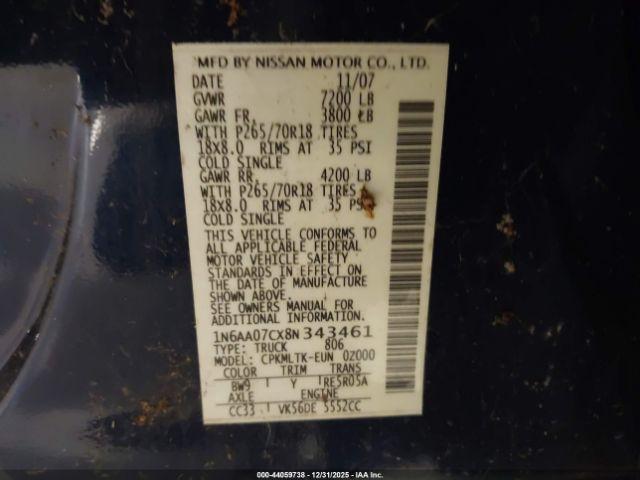 MFD BY NISSAN MOTOR CO., LTD.
DATE 11/07
GVWR 7200 LB
GAWR FR. 3800 LB
WITH P265/70R18 TIRES
18X8.0 RIMS AT 35 PSI
COLD SINGLE
GAWR RR. 4200 LB
WITH P265/70R18 TIRES
18X8.0 RIMS AT 35 PSI
COLD SINGLE
THIS VEHICLE CONFORMS TO
ALL APPLICABLE FEDERAL
MOTOR VEHICLE SAFETY
STANDARDS IN EFFECT ON
THE DATE OF MANUFACTURE
SHOWN ABOVE.
SEE OWNERS MANUAL FOR
ADDITIONAL INFORMATION.
1N6AA07CX8N343461
TYPE: TRUCK 806
MODEL: CPKMLTK-EUN 0Z000
COLOR TRIM TRANS
BW9 Y RE5R05A
AXLE ENGINE
CC33 VK56DE 5552CC
000-44059738 - 12/31/2025 - IAA Inc.